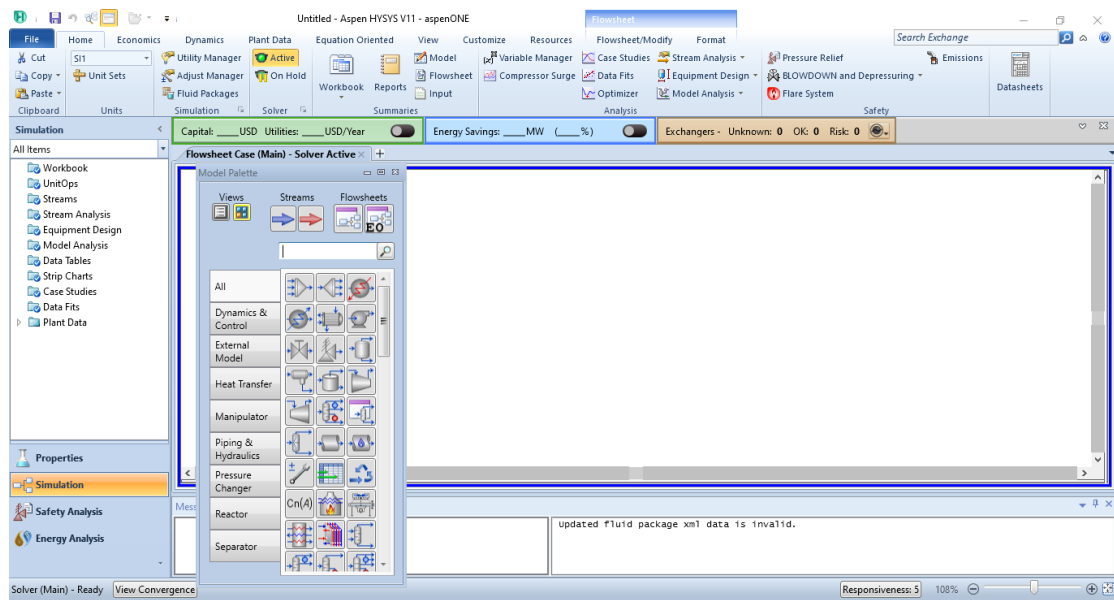 Untitled - Aspen HYSYS V11 - aspenONE
Flowsheet
File Home Economics Dynamics Plant Data Equation Oriented View Customize Resources Flowsheet/Modify Format
Search Exchange
Cut SI1 Utility Manager Active Model Variable Manager Case Studies Stream Analysis Pressure Relief Emissions
Copy Unit Sets Adjust Manager On Hold Workbook Reports Flowsheet Compressor Surge Data Fits Equipment Design BLOWDOWN and Depressuring Datasheets
Paste Fluid Packages Input Optimizer Model Analysis Flare System
Clipboard Units Simulation Solver Summaries Analysis Safety
Simulation
Capital: ____USD Utilities: ____USD/Year
Energy Savings: ____MW (____%)
Exchangers - Unknown: 0 OK: 0 Risk: 0
All Items
Flowsheet Case (Main) - Solver Active
Workbook
UnitOps
Streams
Stream Analysis
Equipment Design
Model Analysis
Data Tables
Strip Charts
Case Studies
Data Fits
Plant Data
Properties
Simulation
Safety Analysis
Energy Analysis
Model Palette
Views Streams Flowsheets
EO
All
Dynamics &
Control
External
Model
Heat Transfer
Manipulator
Piping &
Hydraulics
Pressure
Changer
Reactor
Separator
Cn(A)
Mess
Updated fluid package xml data is invalid.
Solver (Main) - Ready View Convergence
Responsiveness: 5 108%